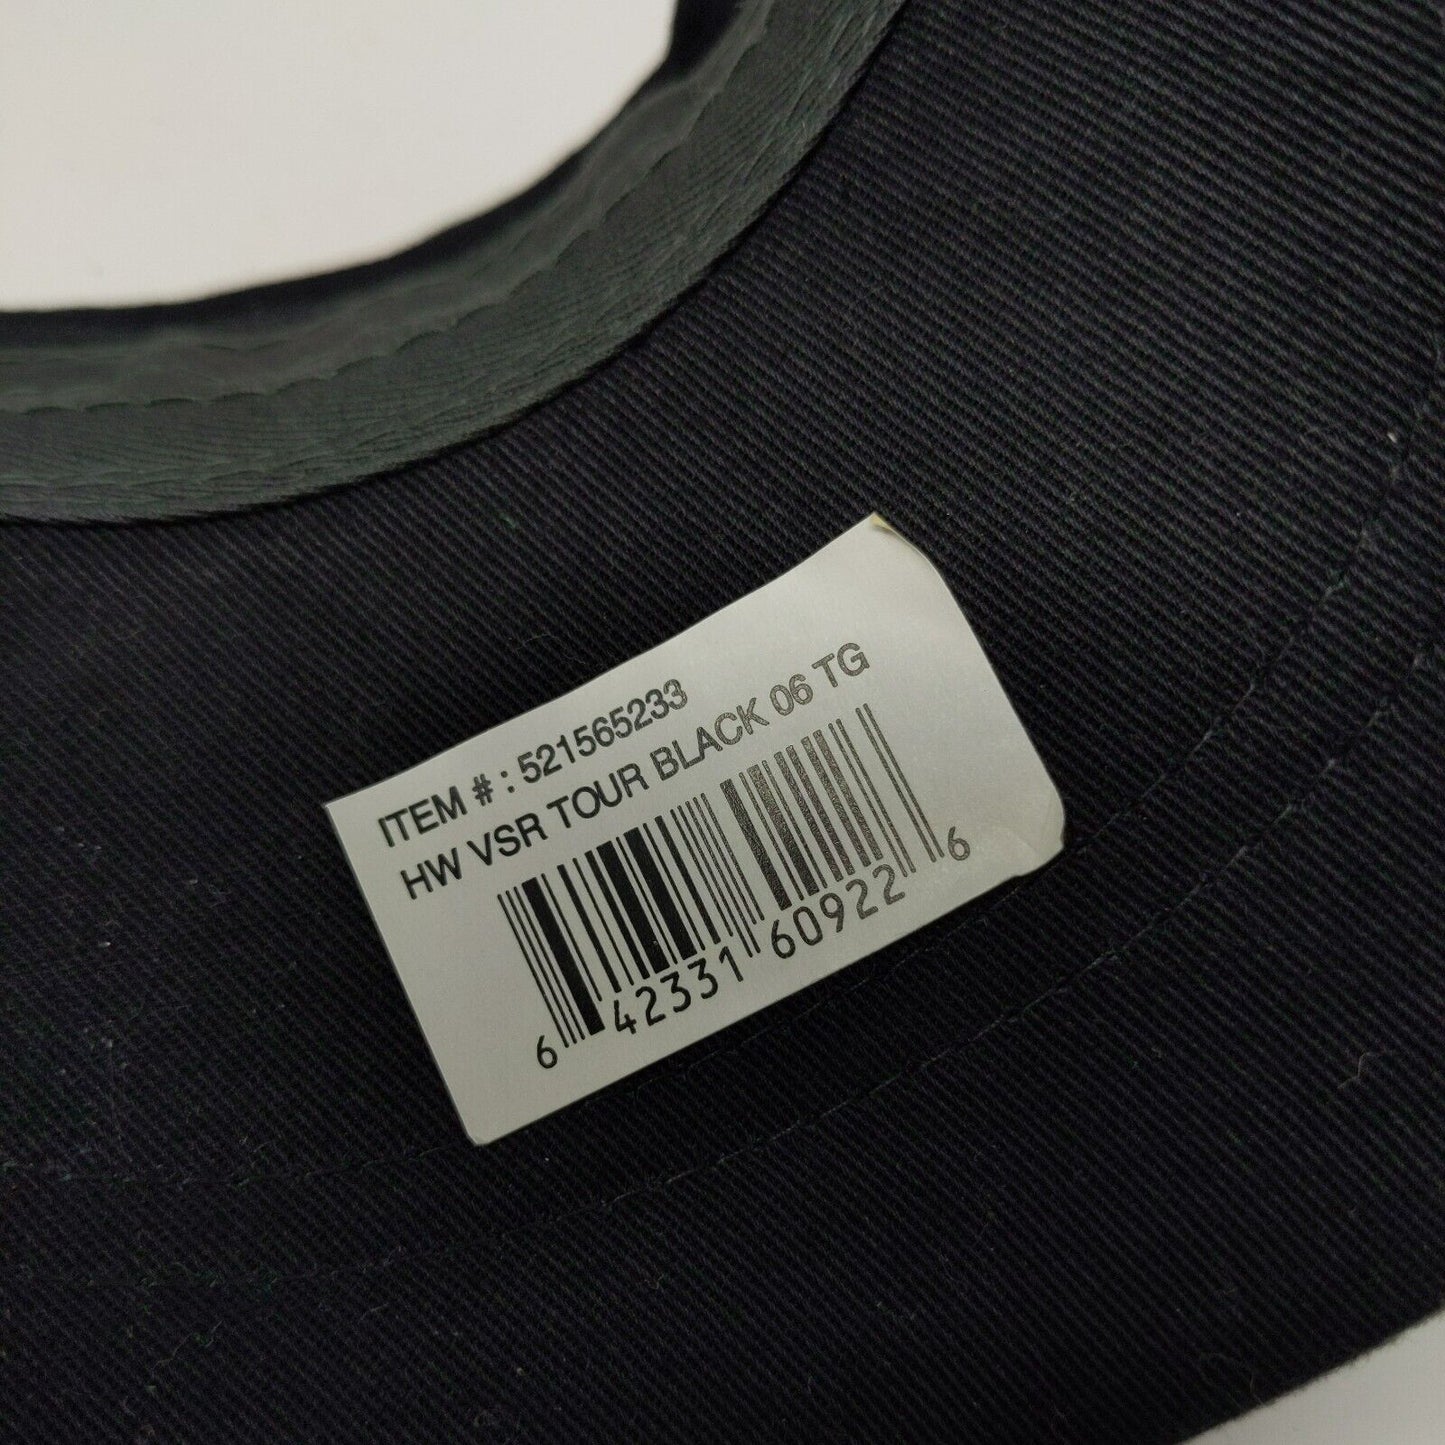 ITEM # : 521565233
HW VSR TOUR BLACK 06 TG
6 42331 60922 6